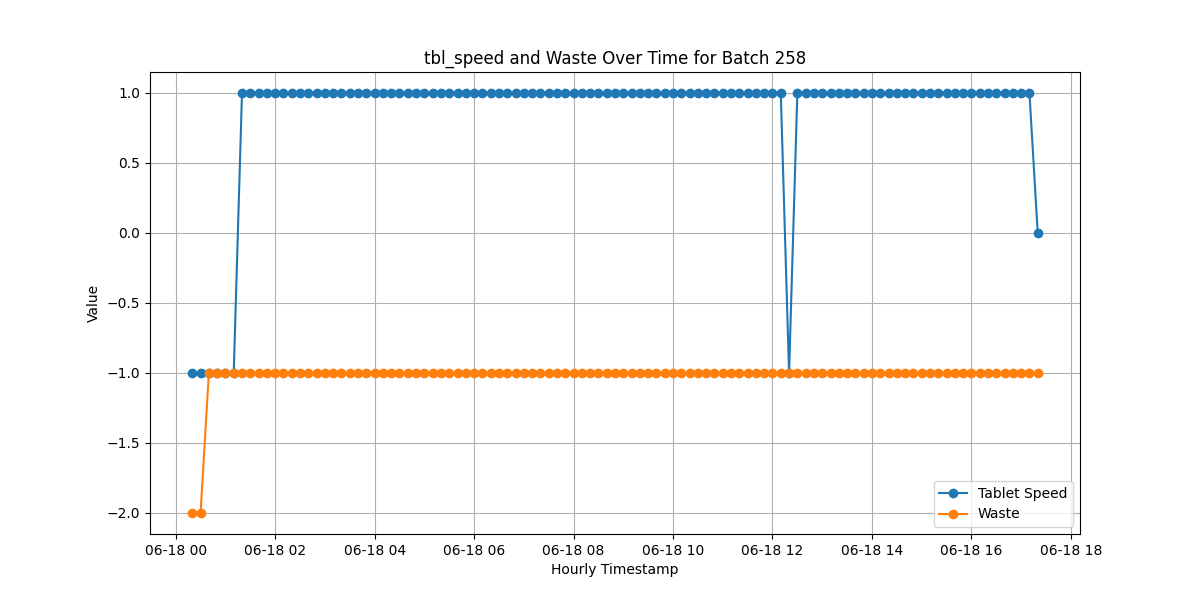 tbl_speed and Waste Over Time for Batch 258
1.0
0.5
0.0
−0.5
−1.0
−1.5
−2.0
Value
Tablet Speed
Waste
06-18 00 06-18 02 06-18 04 06-18 06 06-18 08 06-18 10 06-18 12 06-18 14 06-18 16 06-18 18
Hourly Timestamp